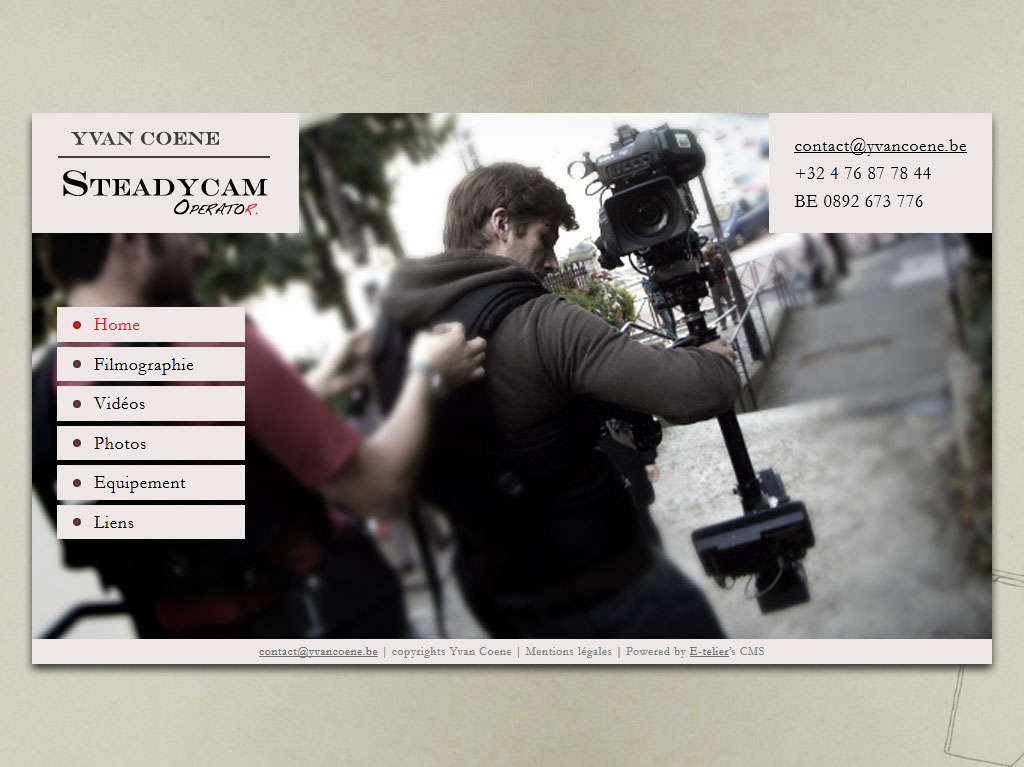 YVAN COENE
STEADYCAM
OPERATOR.
contact@yvancoene.be
+32 4 76 87 78 44
BE 0892 673 776
Home
Filmographie
Vidéos
Photos
Equipement
Liens
contact@yvancoene.be | copyrights Yvan Coene | Mentions légales | Powered by E-telier's CMS